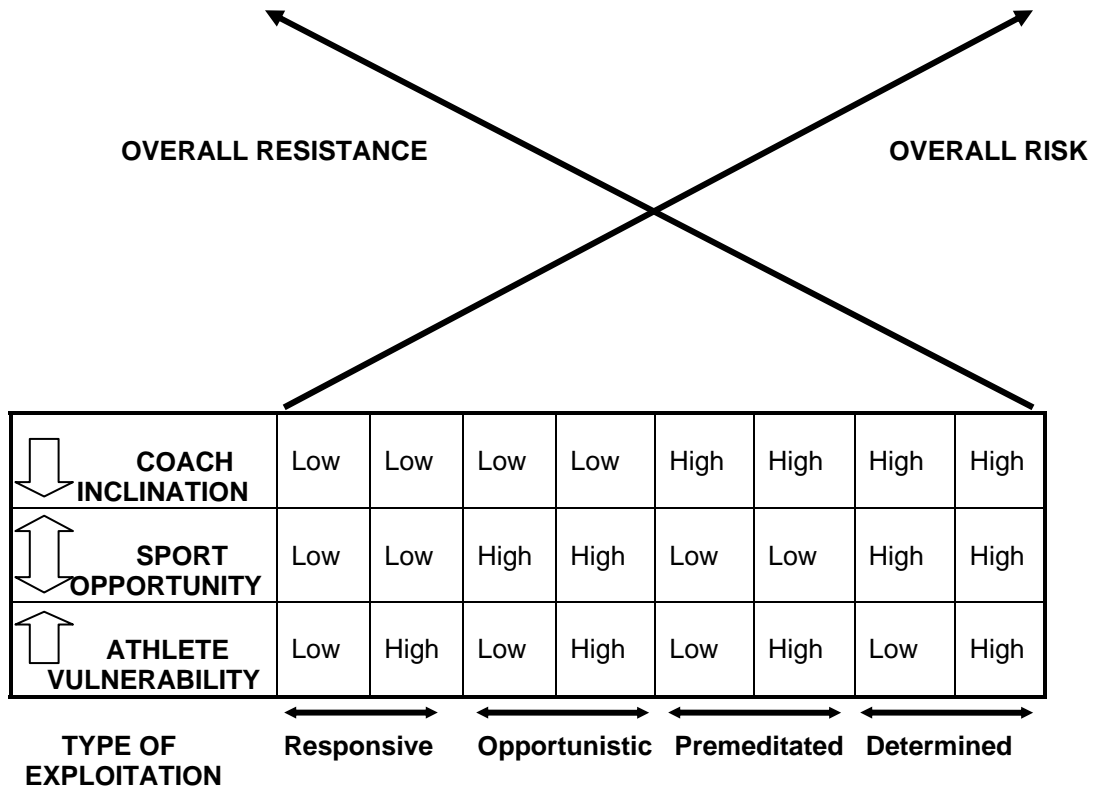 OVERALL RESISTANCE OVERALL RISK
COACH
INCLINATION Low Low Low Low High High High High
SPORT
OPPORTUNITY Low Low High High Low Low High High
ATHLETE
VULNERABILITY Low High Low High Low High Low High
TYPE OF
EXPLOITATION Responsive Opportunistic Premeditated Determined